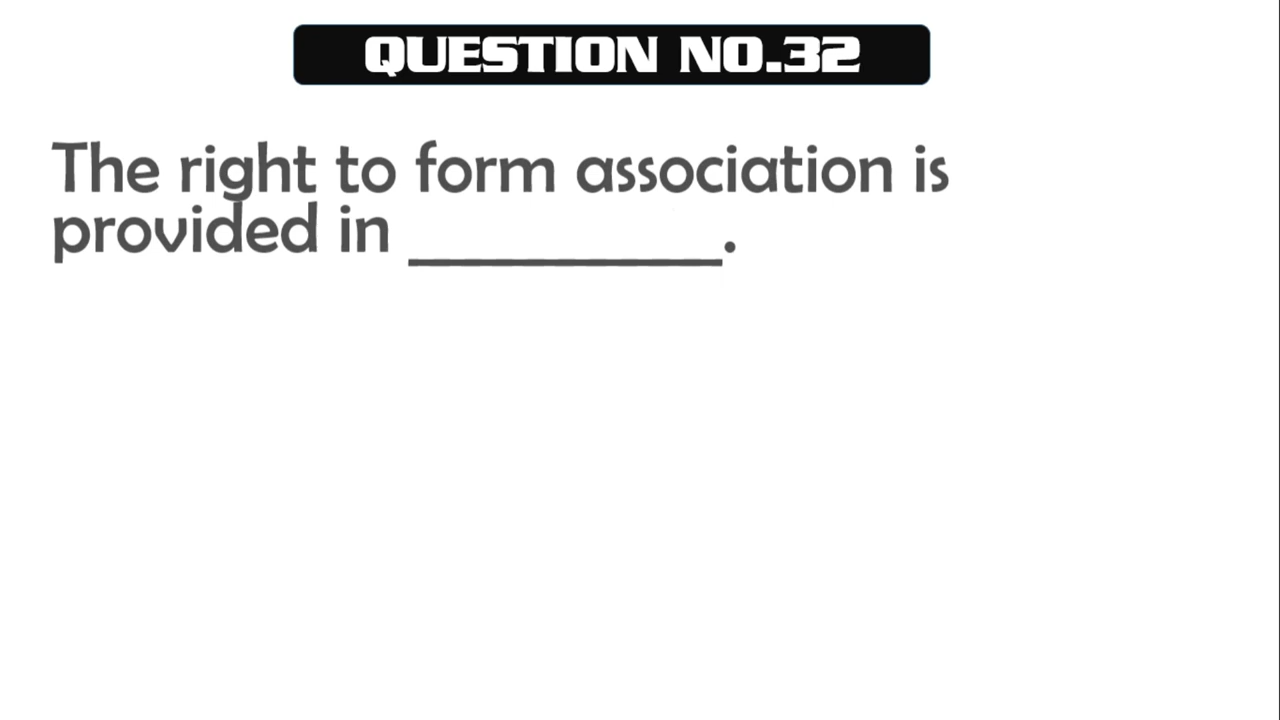 QUESTION NO.32
The right to form association is
provided in __________.